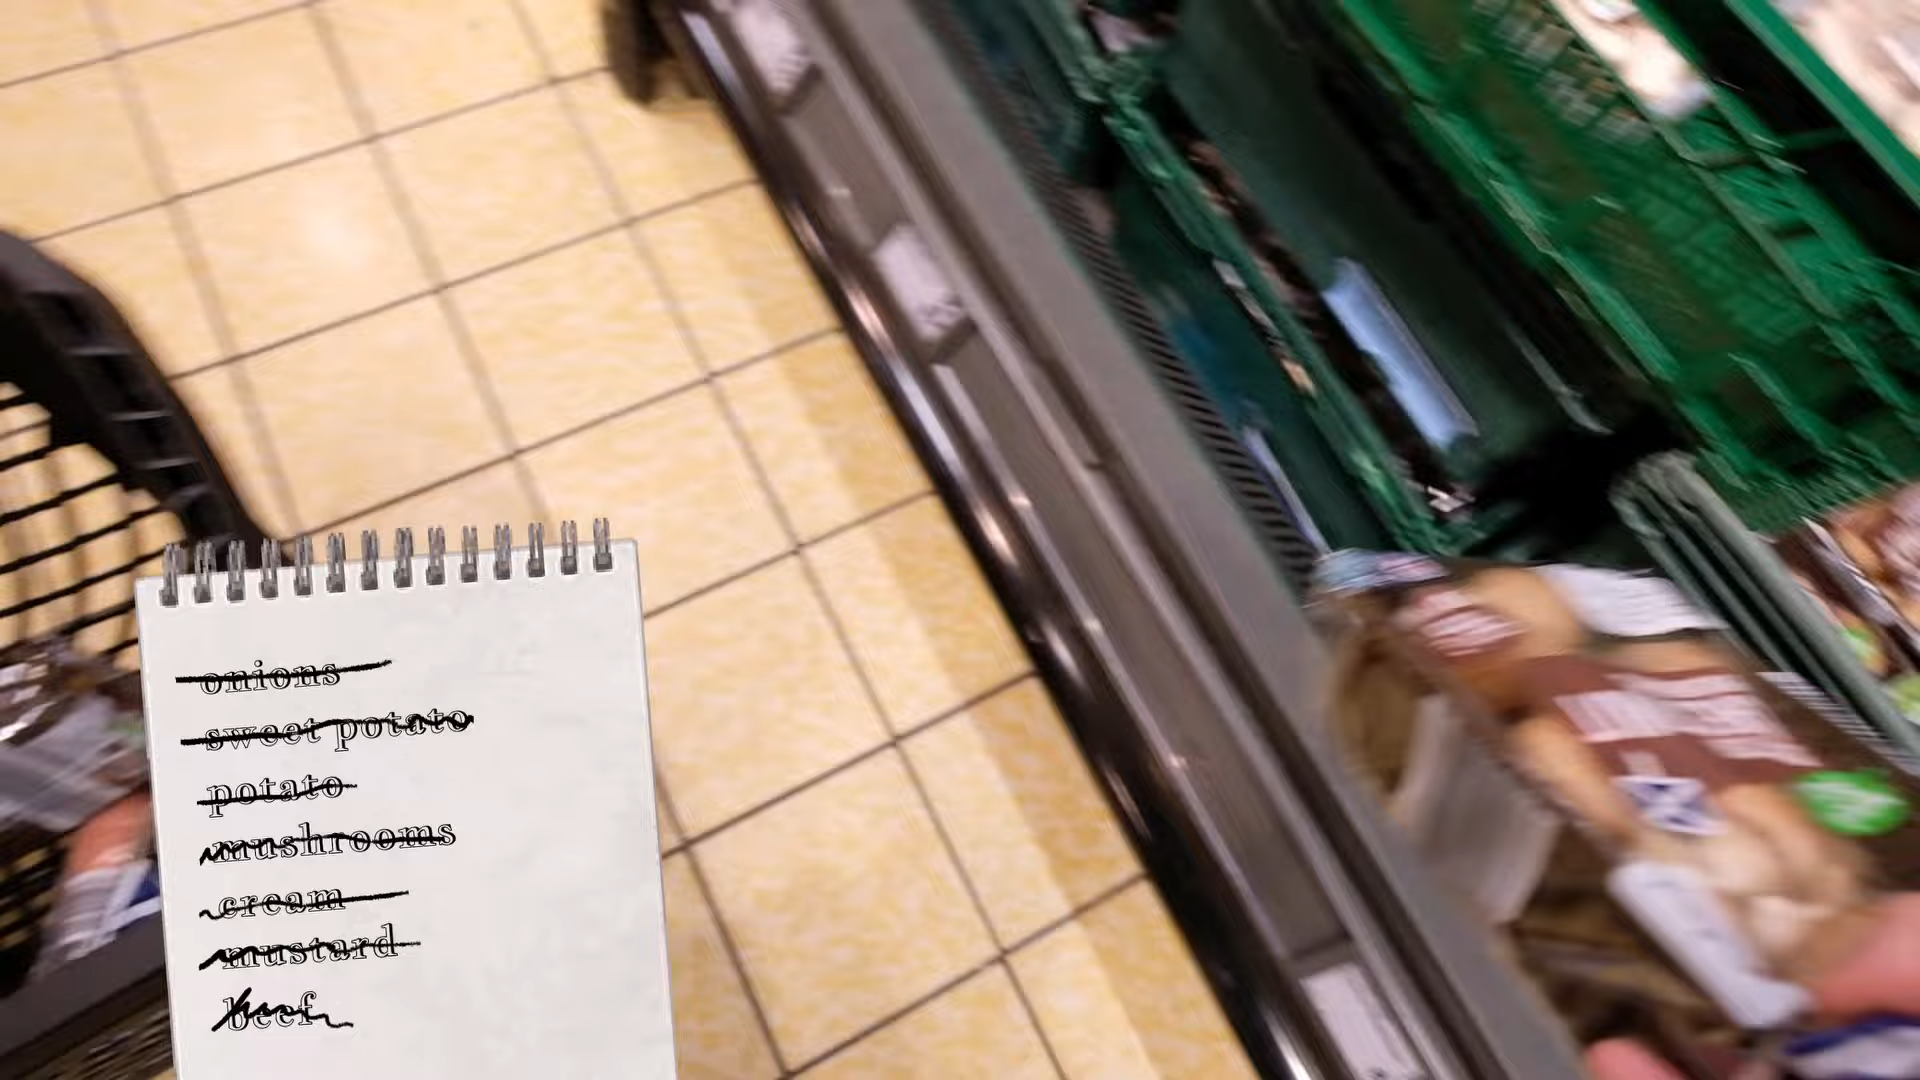 onions
sweet potato
potato
mushrooms
cream
mustard
beef